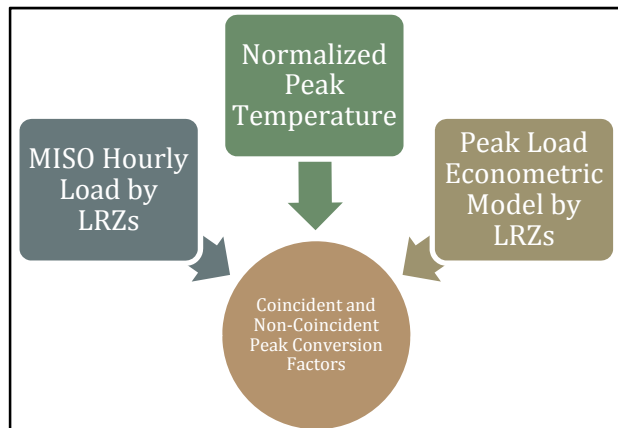 Normalized
Peak
Temperature
MISO Hourly
Load by
LRZs
Peak Load
Econometric
Model by
LRZs
Coincident and
Non-Coincident
Peak Conversion
Factors